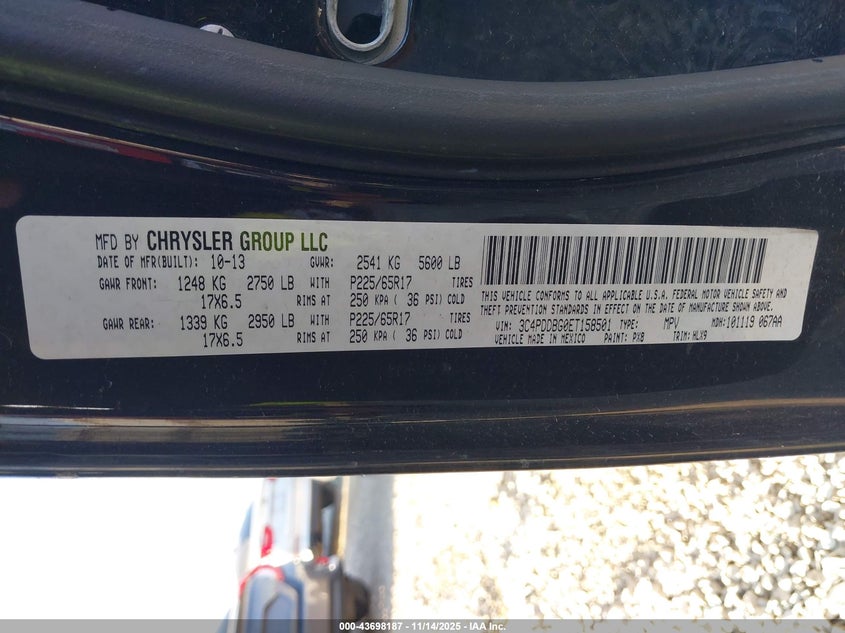 MFD BY CHRYSLER GROUP LLC
DATE OF MFR(BUILT): 10-13 GVWR: 2541 KG 5600 LB
GAWR FRONT: 1248 KG 2750 LB WITH P225/65R17 TIRES
17X6.5 RIMS AT 250 KPA ( 36 PSI) COLD
GAWR REAR: 1339 KG 2950 LB WITH P225/65R17 TIRES
17X6.5 RIMS AT 250 KPA ( 36 PSI) COLD
THIS VEHICLE CONFORMS TO ALL APPLICABLE U.S.A. FEDERAL MOTOR VEHICLE SAFETY AND
THEFT PREVENTION STANDARDS IN EFFECT ON THE DATE OF MANUFACTURE SHOWN ABOVE.
VIN: 3C4PDDBG0ET158501 TYPE: MPV MDH:101119 067AA
VEHICLE MADE IN MEXICO PAINT: PX8 TRIM: HLX9
000-43698187 - 11/14/2025 - IAA Inc.